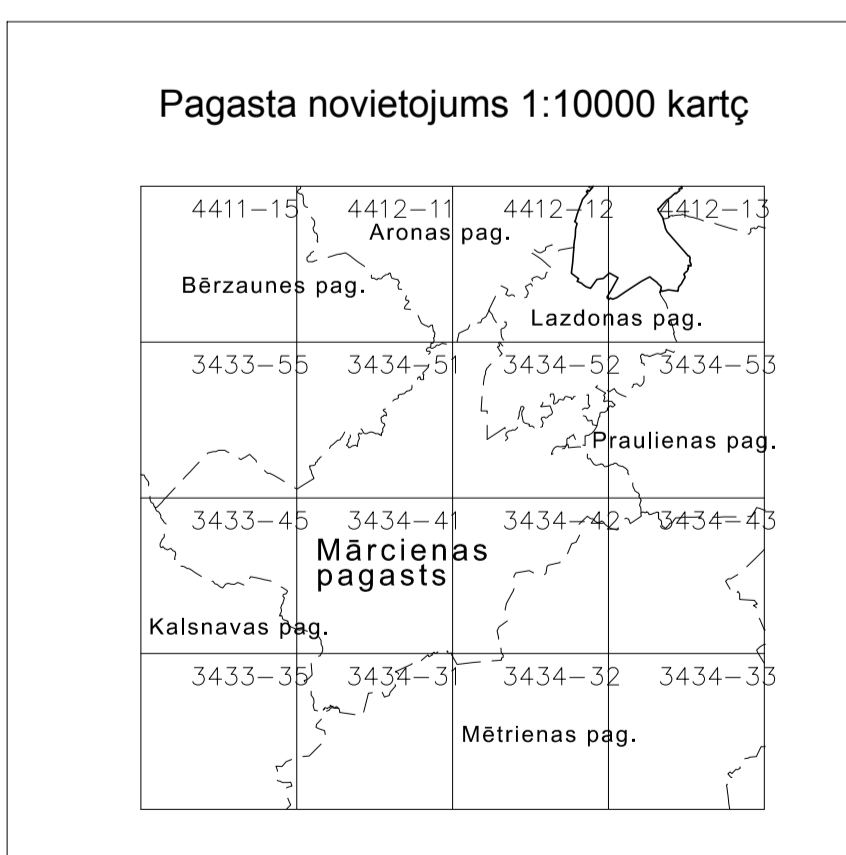 Pagasta novietojums 1:10000 kartç
4411-15 4412-11 4412-12 4412-13
Aronas pag.
Bērzaunes pag.
Lazdonas pag.
3433-55 3434-51 3434-52 3434-53
Praulienas pag.
3433-45 3434-41 3434-42 3434-43
Mārcienas
pagasts
Kalsnavas pag.
3433-35 3434-31 3434-32 3434-33
Mētrienas pag.